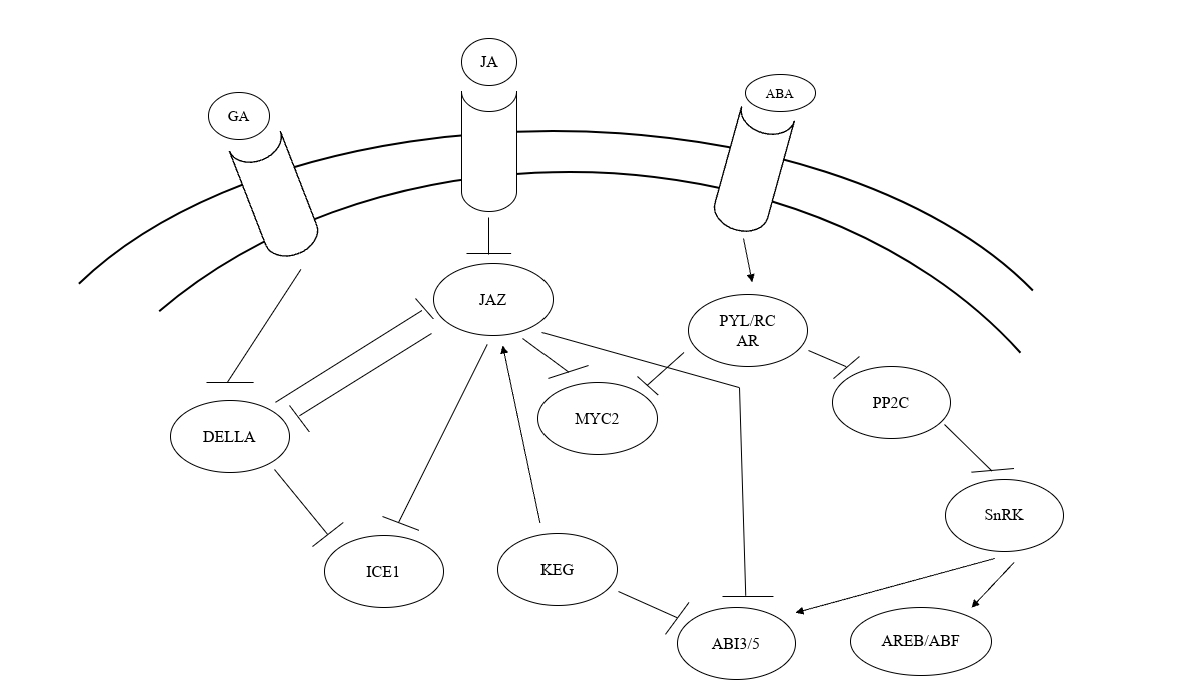 JA
ABA
GA
JAZ
PYL/RC
AR
PP2C
MYC2
DELLA
SnRK
ICE1
KEG
ABI3/5
AREB/ABF